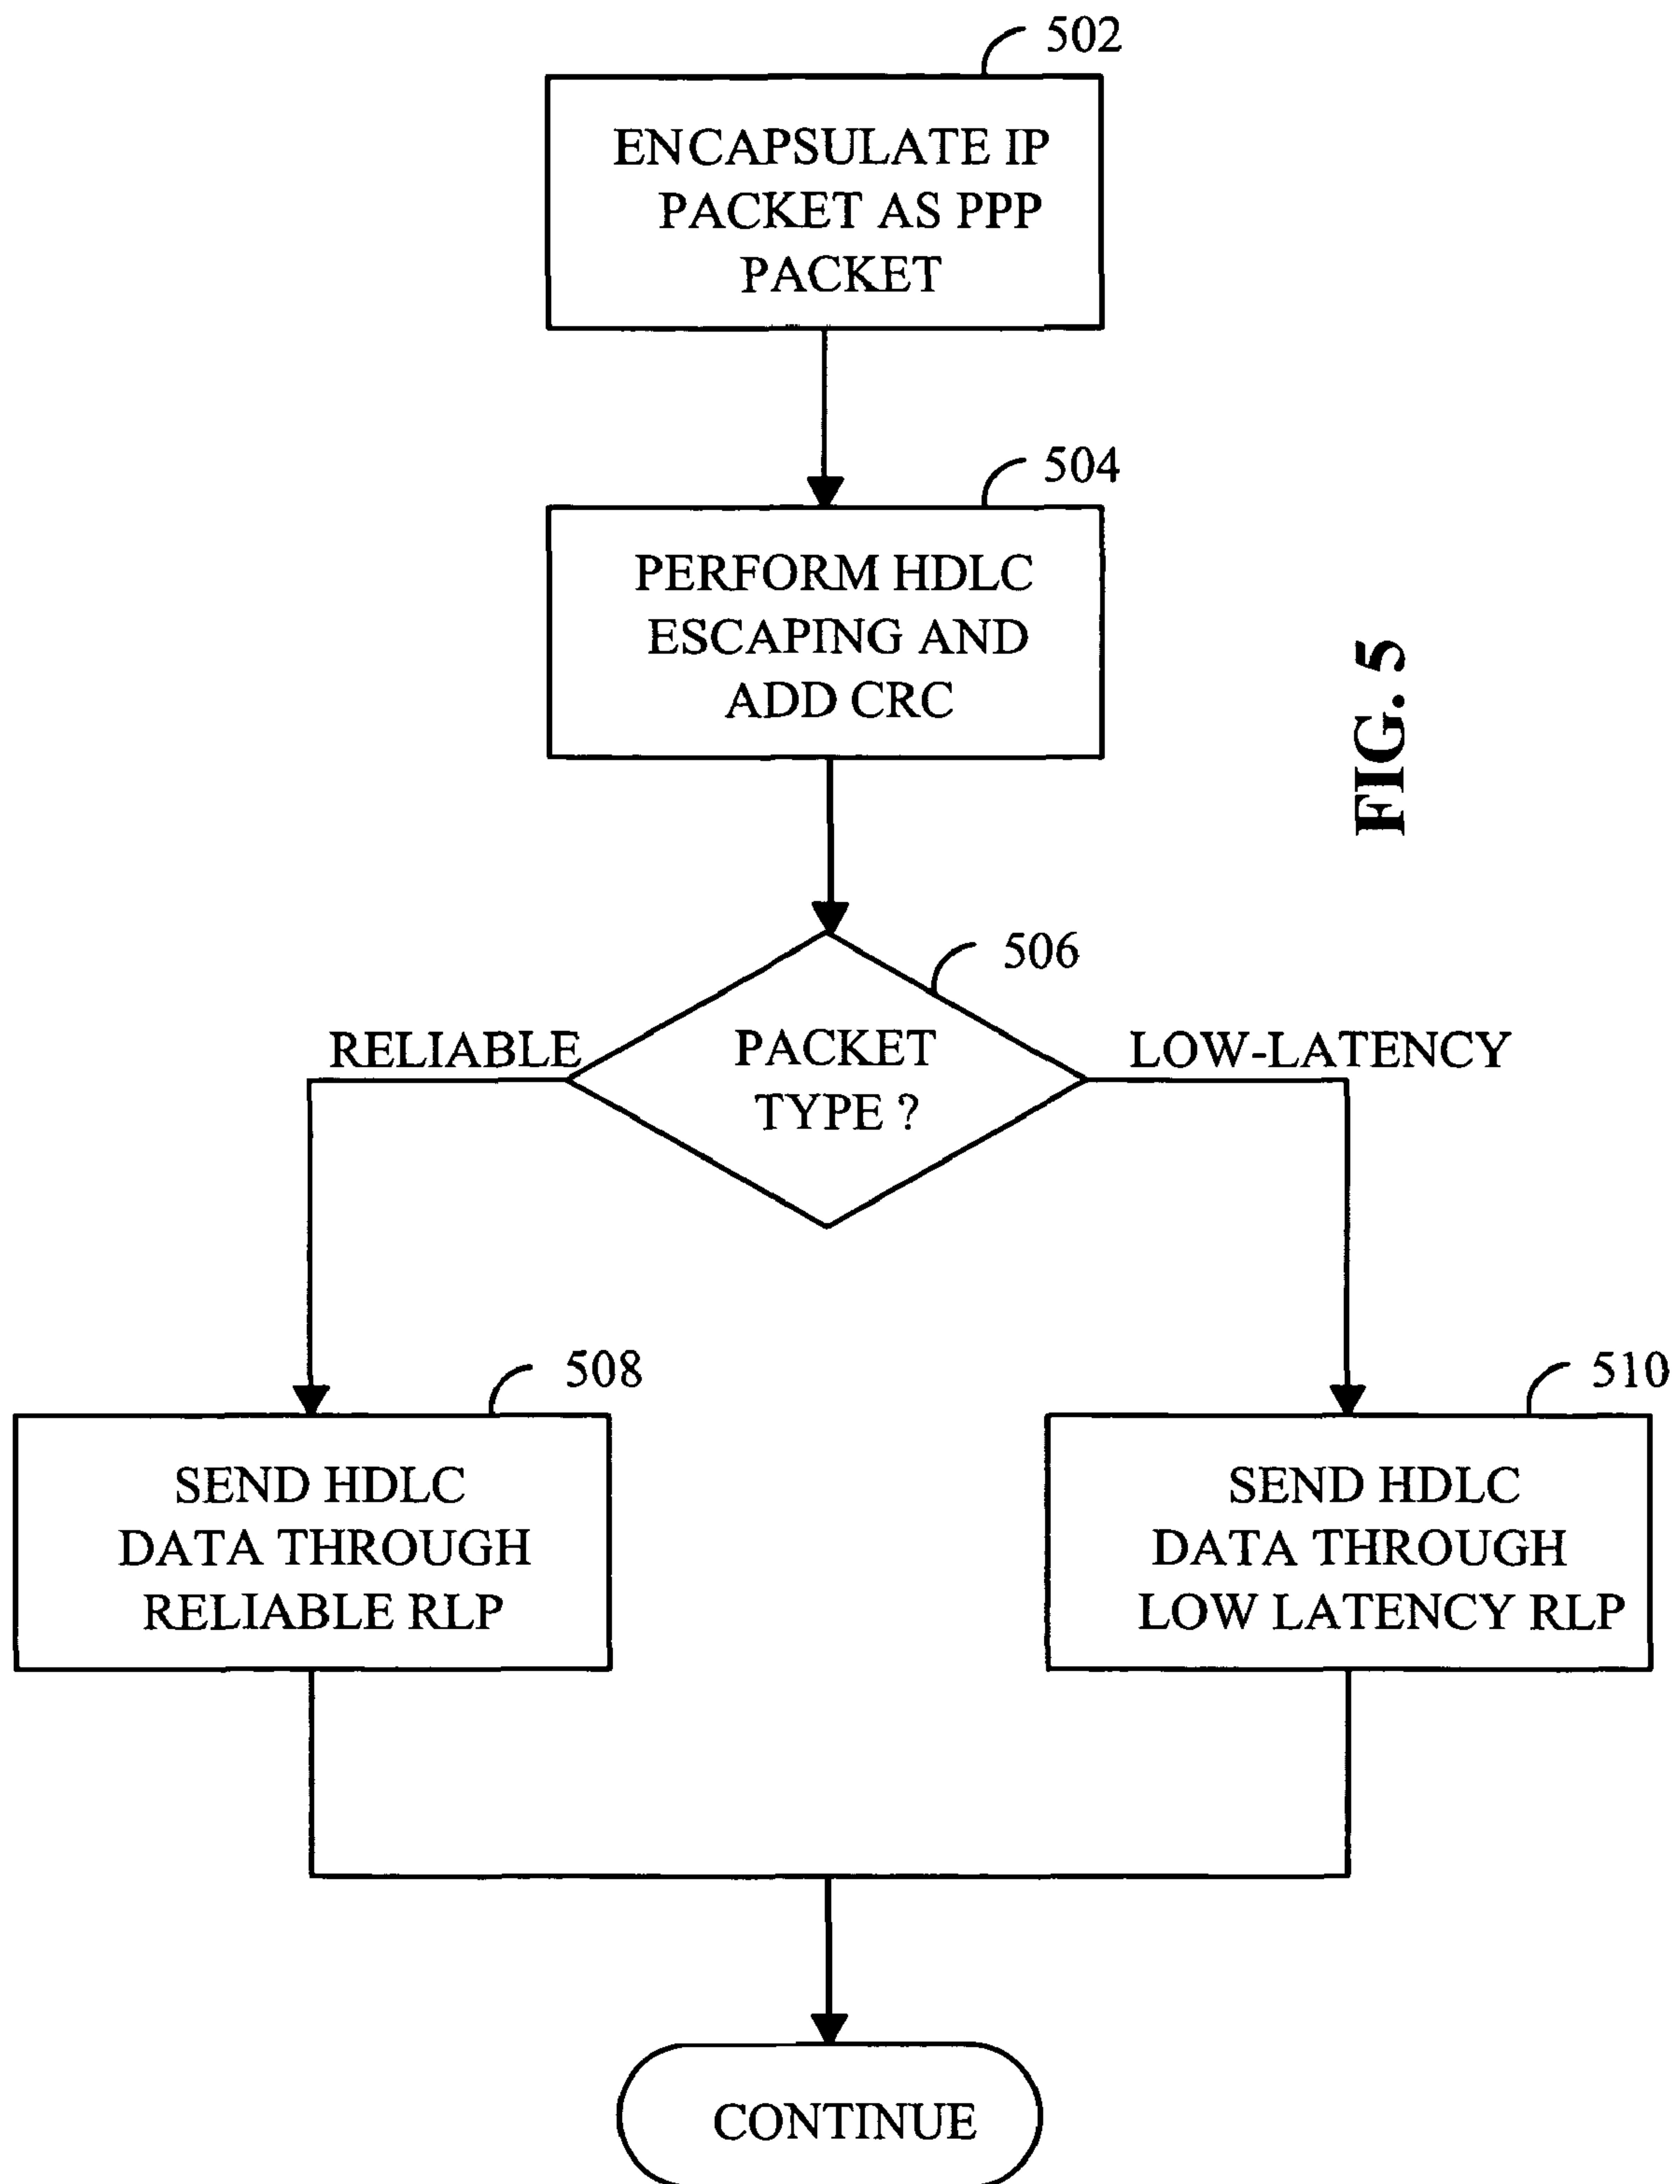 502
ENCAPSULATE IP
PACKET AS PPP
PACKET
504
PERFORM HDLC
ESCAPING AND
ADD CRC
FIG. 5
506
PACKET
TYPE ?
RELIABLE
LOW-LATENCY
508
SEND HDLC
DATA THROUGH
RELIABLE RLP
510
SEND HDLC
DATA THROUGH
LOW LATENCY RLP
CONTINUE